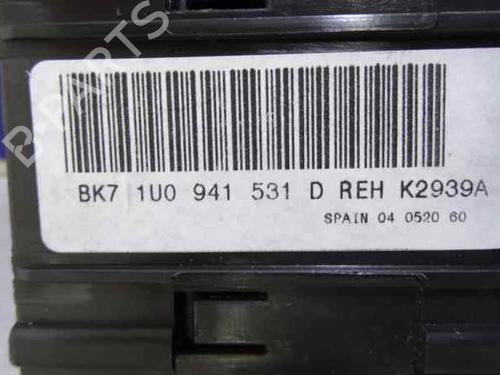 B-PARTS
BK7 1U0 941 531 D REH K2939A
SPAIN 04 0520 60